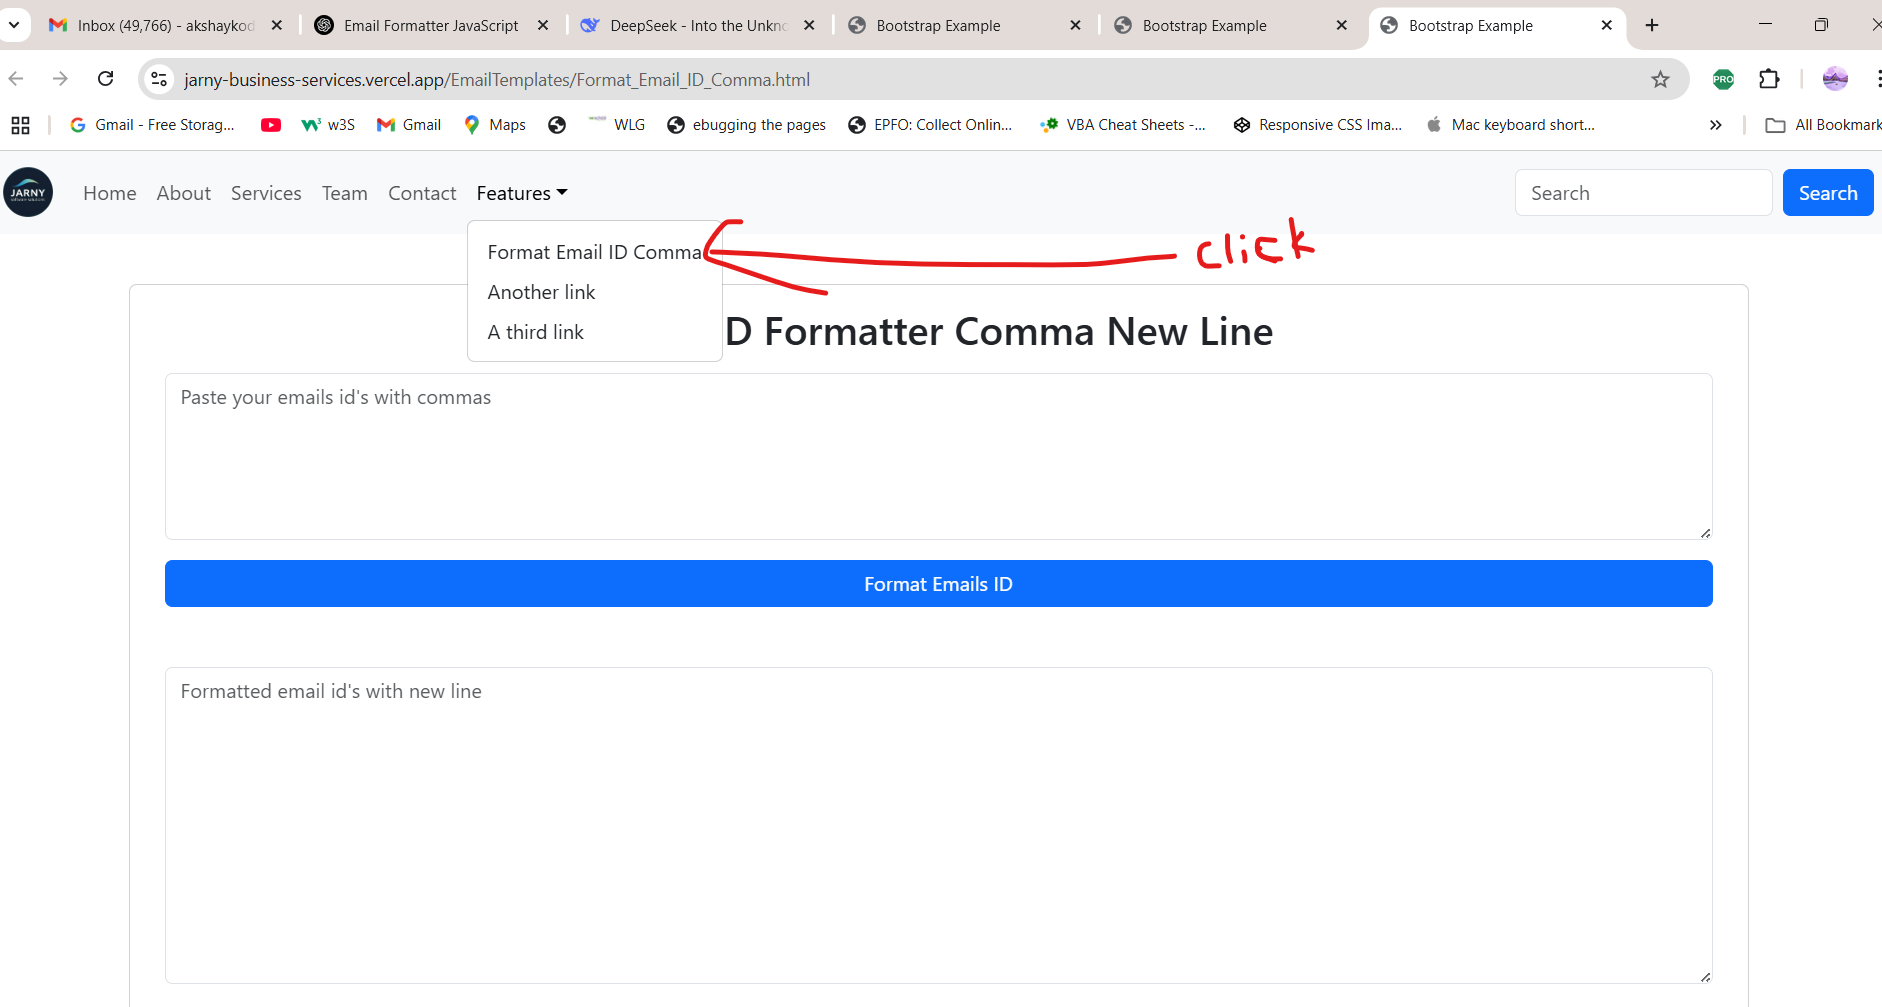 Inbox (49,766) - akshaykod
Email Formatter JavaScript
DeepSeek - Into the Unkno
Bootstrap Example
Bootstrap Example
Bootstrap Example
jarny-business-services.vercel.app/EmailTemplates/Format_Email_ID_Comma.html
PRO
Gmail - Free Storag...
w3S
Gmail
Maps
WLG
ebugging the pages
EPFO: Collect Onlin...
VBA Cheat Sheets -...
Responsive CSS Ima...
Mac keyboard short...
All Bookmark
JARNY
Home
About
Services
Team
Contact
Features
Search
Search
Format Email ID Comma
click
Another link
A third link
D Formatter Comma New Line
Paste your emails id's with commas
Format Emails ID
Formatted email id's with new line